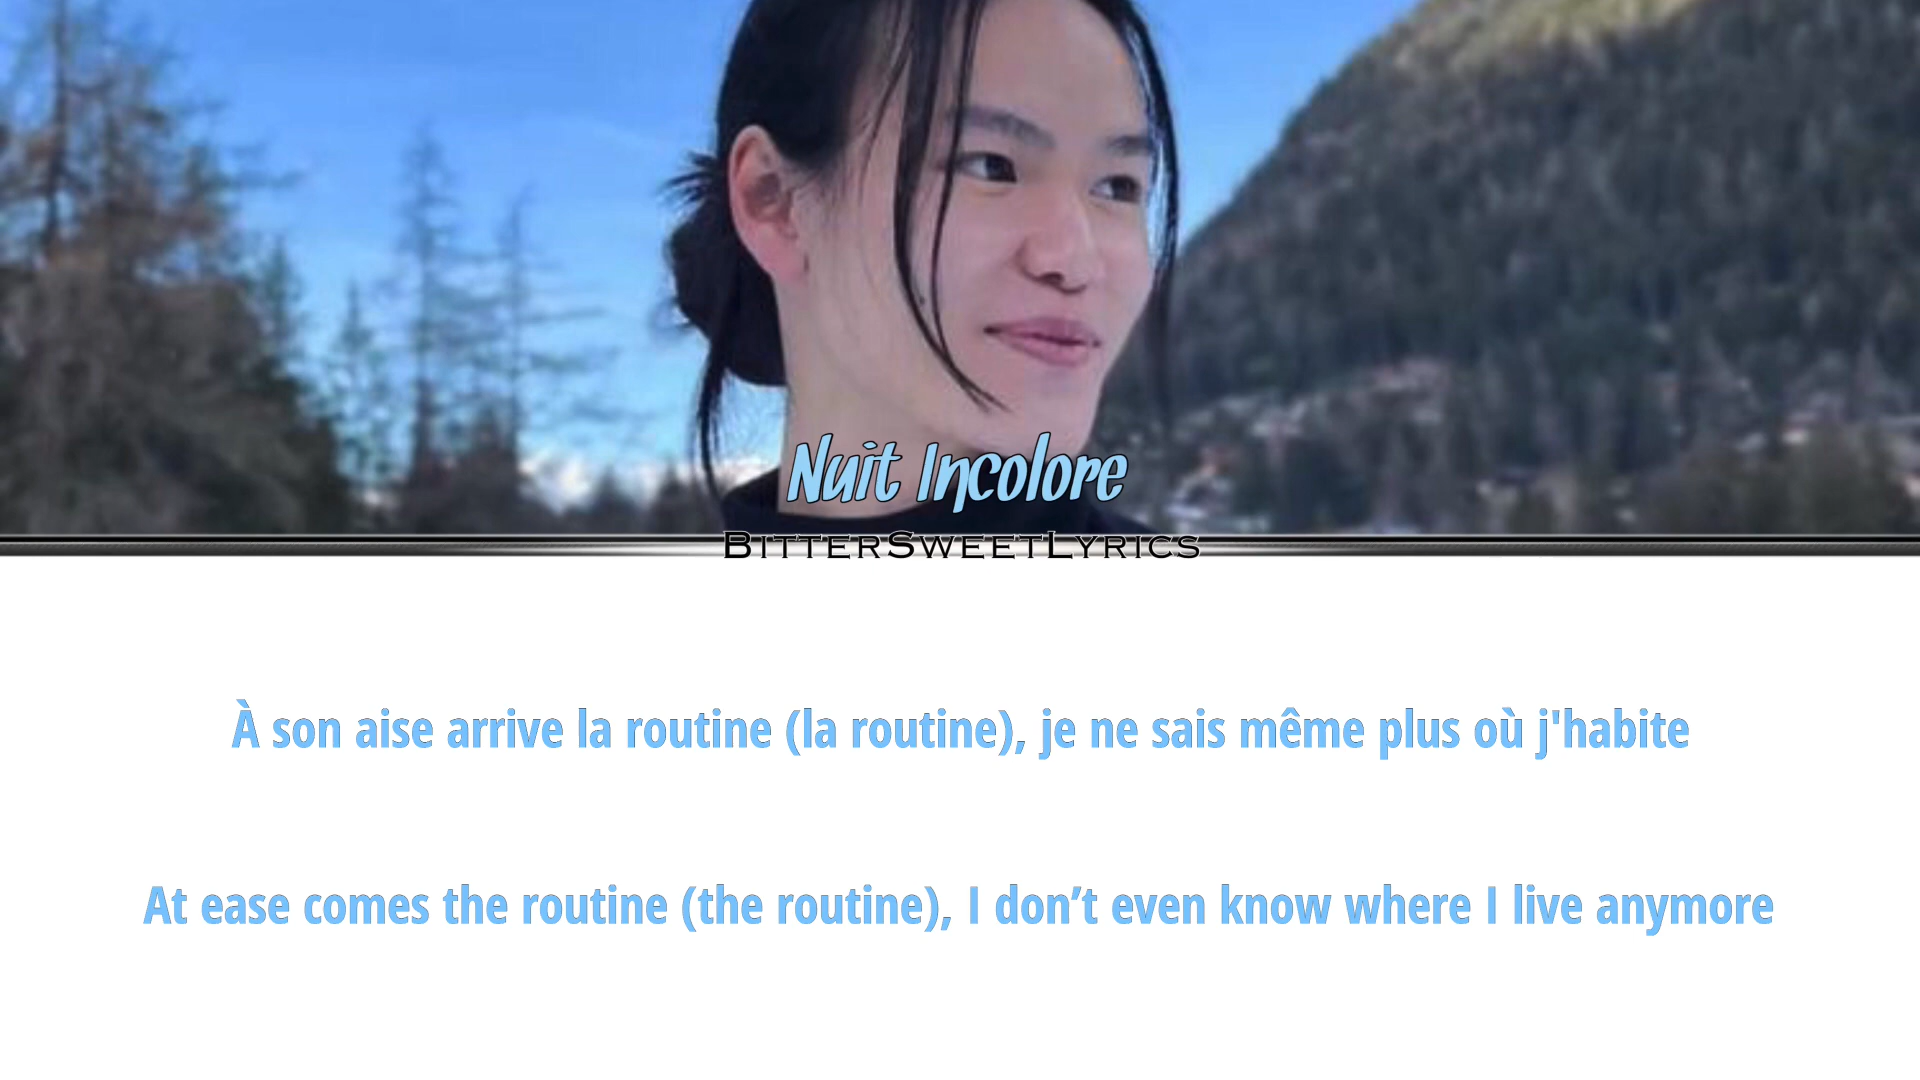 Nuit Incolore
BitterSweetLyrics
À son aise arrive la routine (la routine), je ne sais même plus où j'habite
At ease comes the routine (the routine), I don’t even know where I live anymore